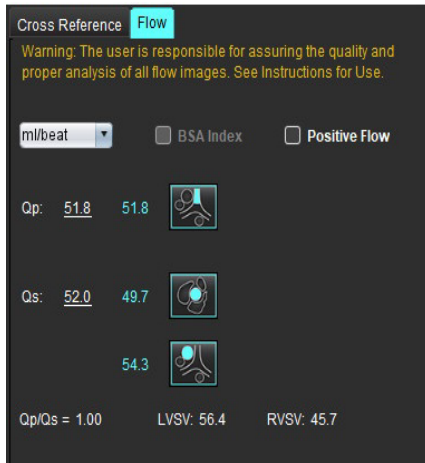 Cross Reference Flow
Warning: The user is responsible for assuring the quality and
proper analysis of all flow images. See Instructions for Use.
ml/beat BSA Index Positive Flow
Qp: 51.8 51.8
Qs: 52.0 49.7
54.3
Qp/Qs = 1.00 LVSV: 56.4 RVSV: 45.7